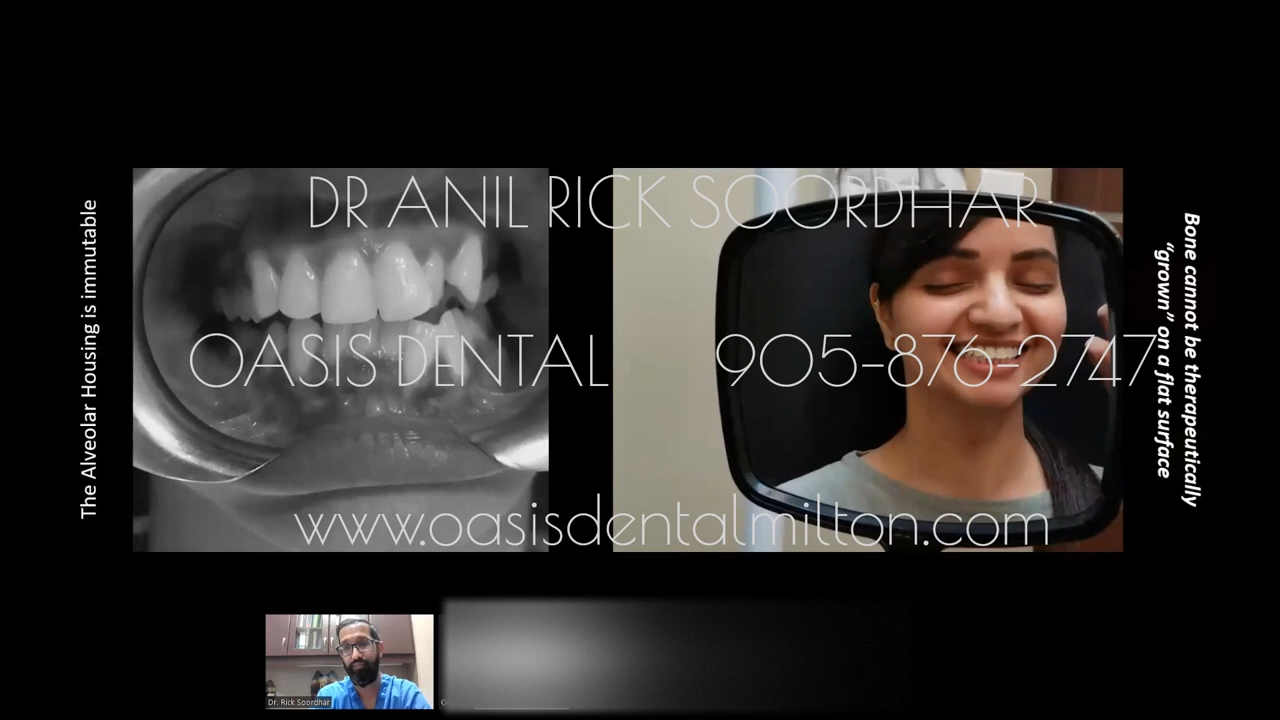 DR ANIL RICK SOORDHAR
The Alveolar Housing is immutable
OASIS DENTAL 905-876-2747
Bone cannot be therapeutically
“grown” on a flat surface
www.oasisdentalmilton.com
Dr. Rick Soordhar